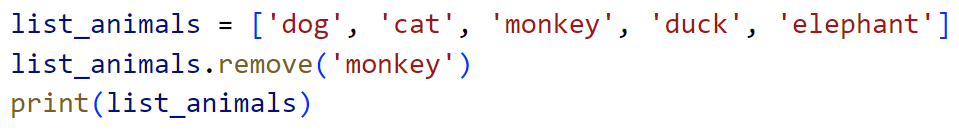 list_animals = ['dog', 'cat', 'monkey', 'duck', 'elephant']
list_animals.remove('monkey')
print(list_animals)